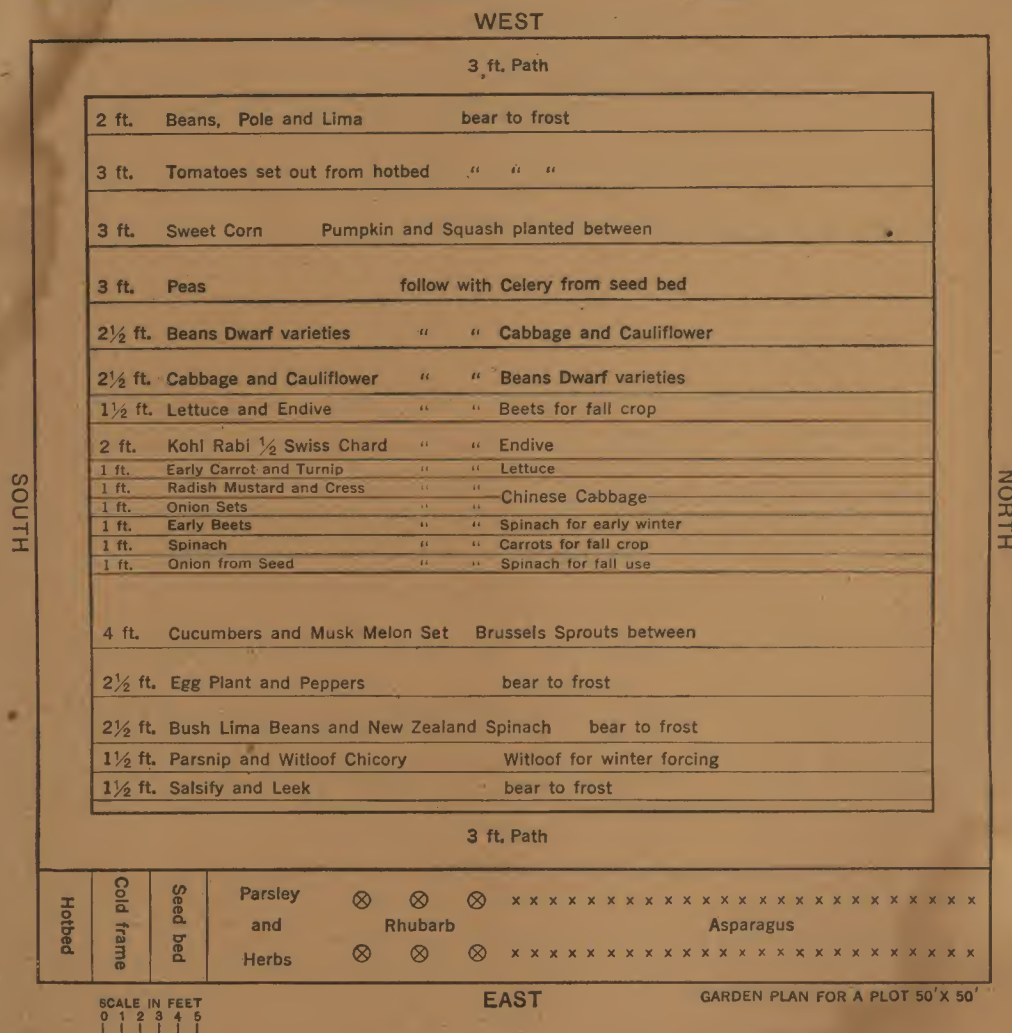 WEST
3 ft. Path
2 ft. Beans, Pole and Lima bear to frost
3 ft. Tomatoes set out from hotbed " " "
3 ft. Sweet Corn Pumpkin and Squash planted between
3 ft. Peas follow with Celery from seed bed
2½ ft. Beans Dwarf varieties " " Cabbage and Cauliflower
2½ ft. Cabbage and Cauliflower " " Beans Dwarf varieties
1½ ft. Lettuce and Endive " " Beets for fall crop
2 ft. Kohl Rabi ½ Swiss Chard " " Endive
1 ft. Early Carrot and Turnip " " Lettuce
1 ft. Radish Mustard and Cress " "
Chinese Cabbage
1 ft. Onion Sets " "
1 ft. Early Beets " " Spinach for early winter
1 ft. Spinach " " Carrots for fall crop
1 ft. Onion from Seed " " Spinach for fall use
4 ft. Cucumbers and Musk Melon Set Brussels Sprouts between
2½ ft. Egg Plant and Peppers bear to frost
2½ ft. Bush Lima Beans and New Zealand Spinach bear to frost
1½ ft. Parsnip and Witloof Chicory Witloof for winter forcing
1½ ft. Salsify and Leek bear to frost
SOUTH
NORTH
3 ft. Path
Hotbed
Cold frame
Seed bed
Parsley
and
Herbs
Rhubarb
x x x x x x x x x x x x x x x x x x x x x x x x x
Asparagus
x x x x x x x x x x x x x x x x x x x x x x x x x
EAST
SCALE IN FEET
0 1 2 3 4 5
GARDEN PLAN FOR A PLOT 50'X 50'